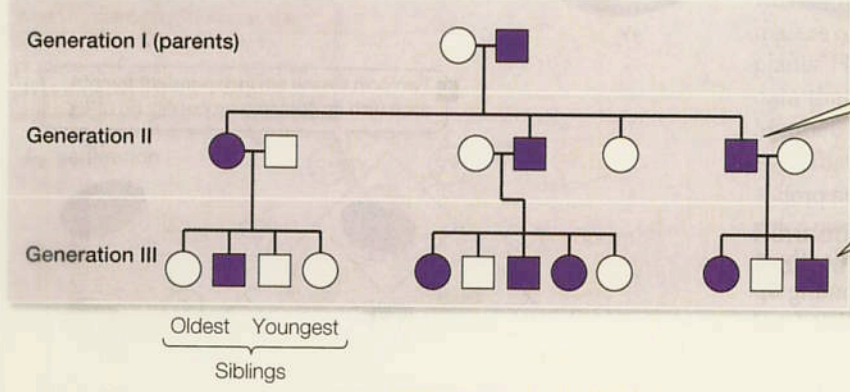 Generation I (parents)
Generation II
Generation III
Oldest Youngest
Siblings